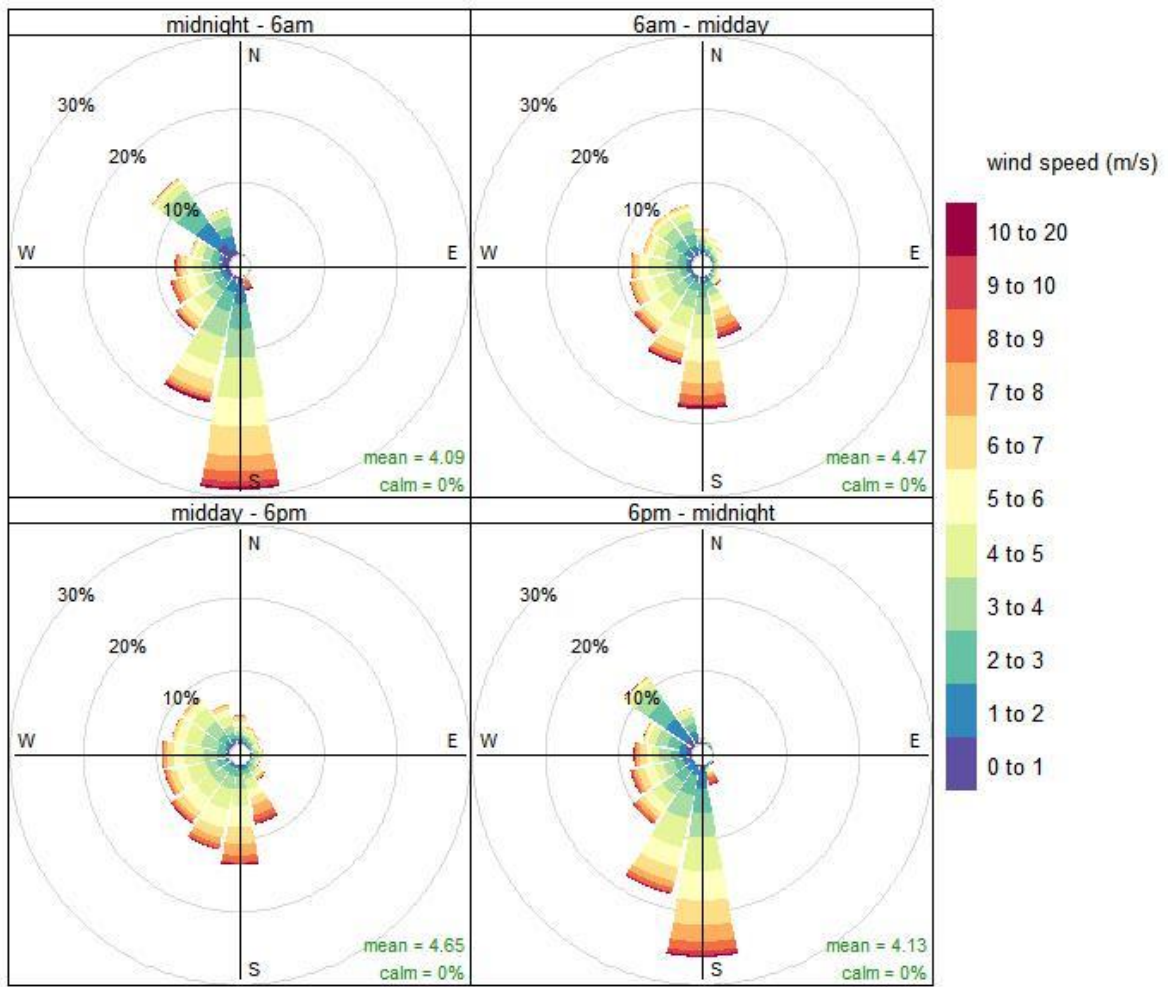 midnight - 6am
N
30%
20%
10%
W
E
mean = 4.09
S
calm = 0%
6am - midday
N
30%
20%
10%
W
E
mean = 4.47
S
calm = 0%
midday - 6pm
N
30%
20%
10%
W
E
mean = 4.65
S
calm = 0%
6pm - midnight
N
30%
20%
10%
W
E
mean = 4.13
S
calm = 0%
wind speed (m/s)
10 to 20
9 to 10
8 to 9
7 to 8
6 to 7
5 to 6
4 to 5
3 to 4
2 to 3
1 to 2
0 to 1